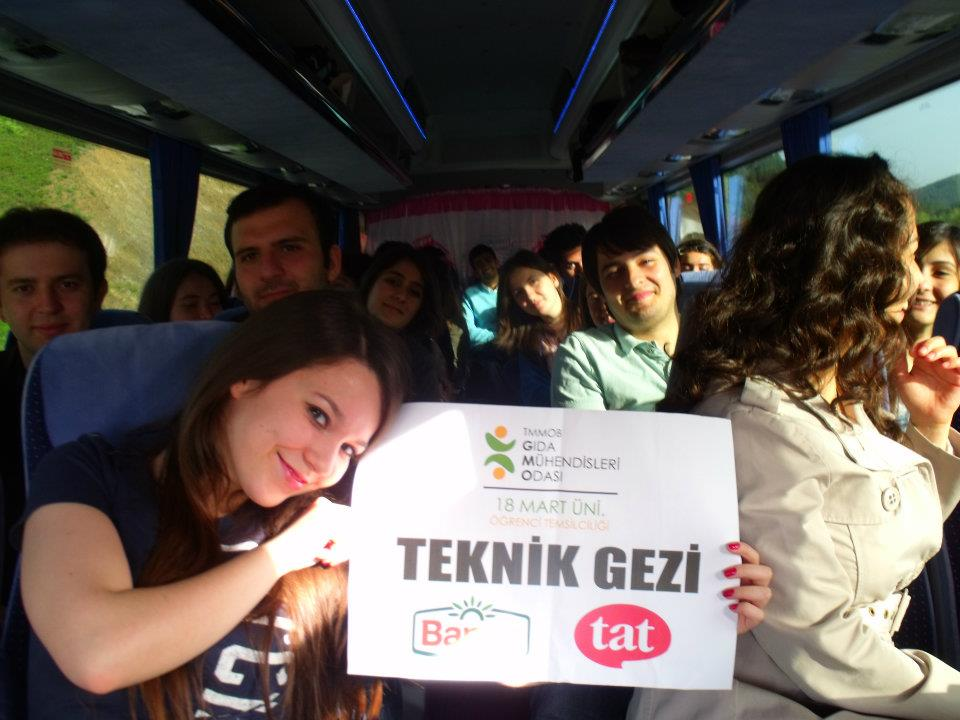 TMMOB
GIDA
MÜHENDİSLERİ
ODASI
18 MART ÜNİ.
ÖĞRENCİ TEMSİLCİLİĞİ
TEKNİK GEZİ
tat